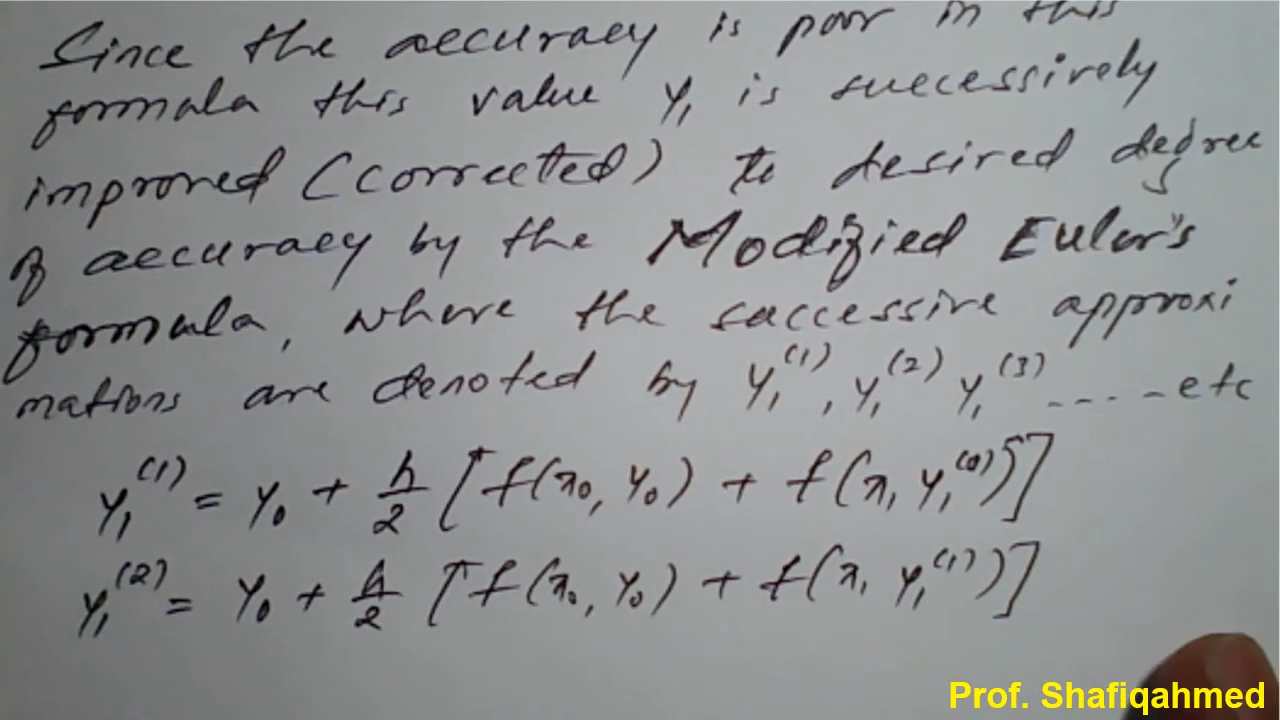 Since the accuracy is poor in this
formula this value y₁ is successively
improved (corrected) to desired degree
of accuracy by the Modified Euler's
formula, where the successive approxi
mations are denoted by y₁⁽¹⁾, y₁⁽²⁾ y₁⁽³⁾ ....-etc
y₁⁽¹⁾ = y₀ + h/2 [f(x₀, y₀) + f(x, y₁⁽⁰⁾)]
y₁⁽²⁾ = y₀ + h/2 [f(x₀, y₀) + f(x, y₁⁽¹⁾)]
Prof. Shafiqahmed